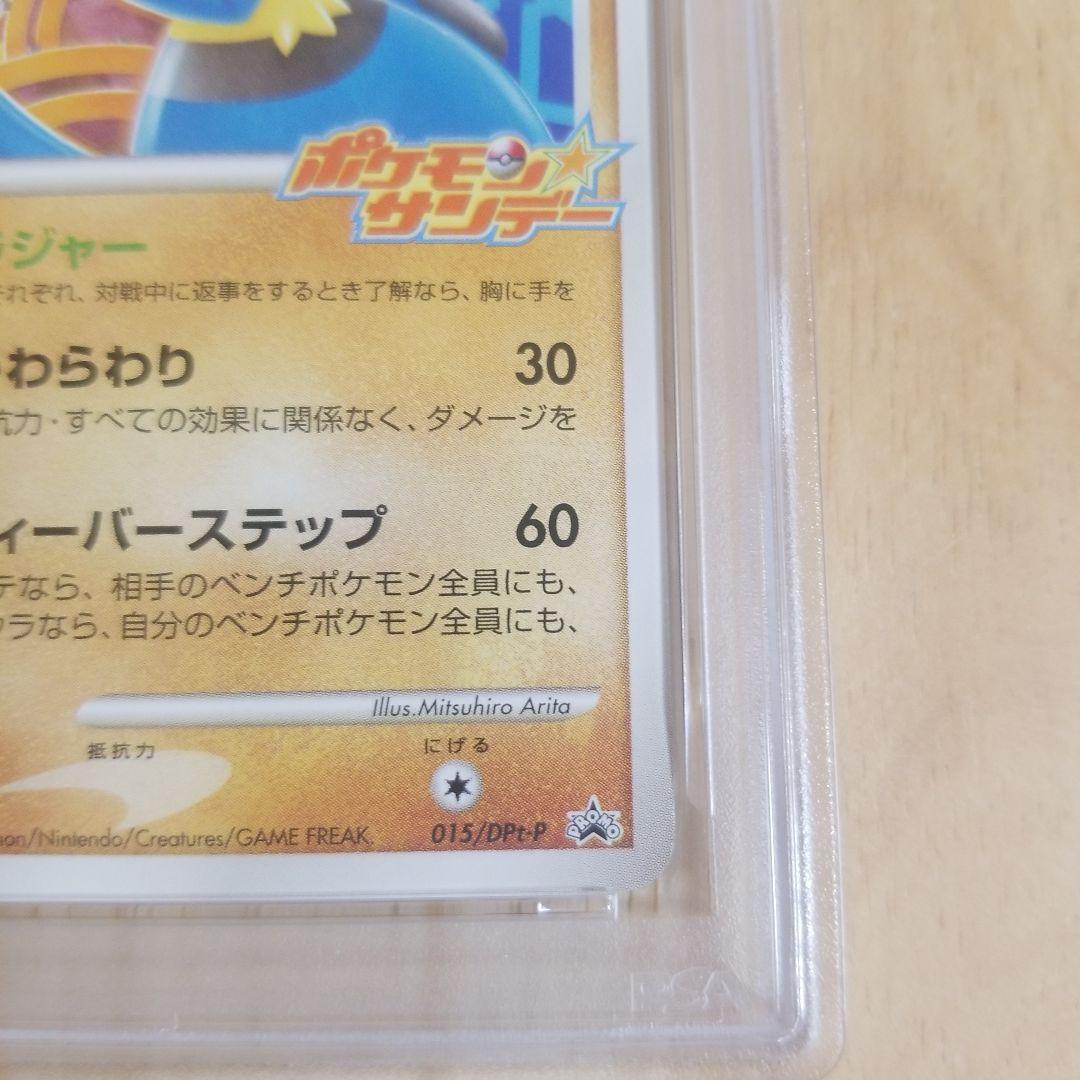 ポケモン☆
サンデー
ラジャー
それぞれ、対戦中に返事をするとき了解なら、胸に手を
わらわり 30
抗力・すべての効果に関係なく、ダメージを
ィーバーステップ 60
テなら、相手のベンチポケモン全員にも、
ウラなら、自分のベンチポケモン全員にも、
Illus.Mitsuhiro Arita
抵抗力 にげる
mon/Nintendo/Creatures/GAME FREAK. 015/DPt-P PROMO
PSA